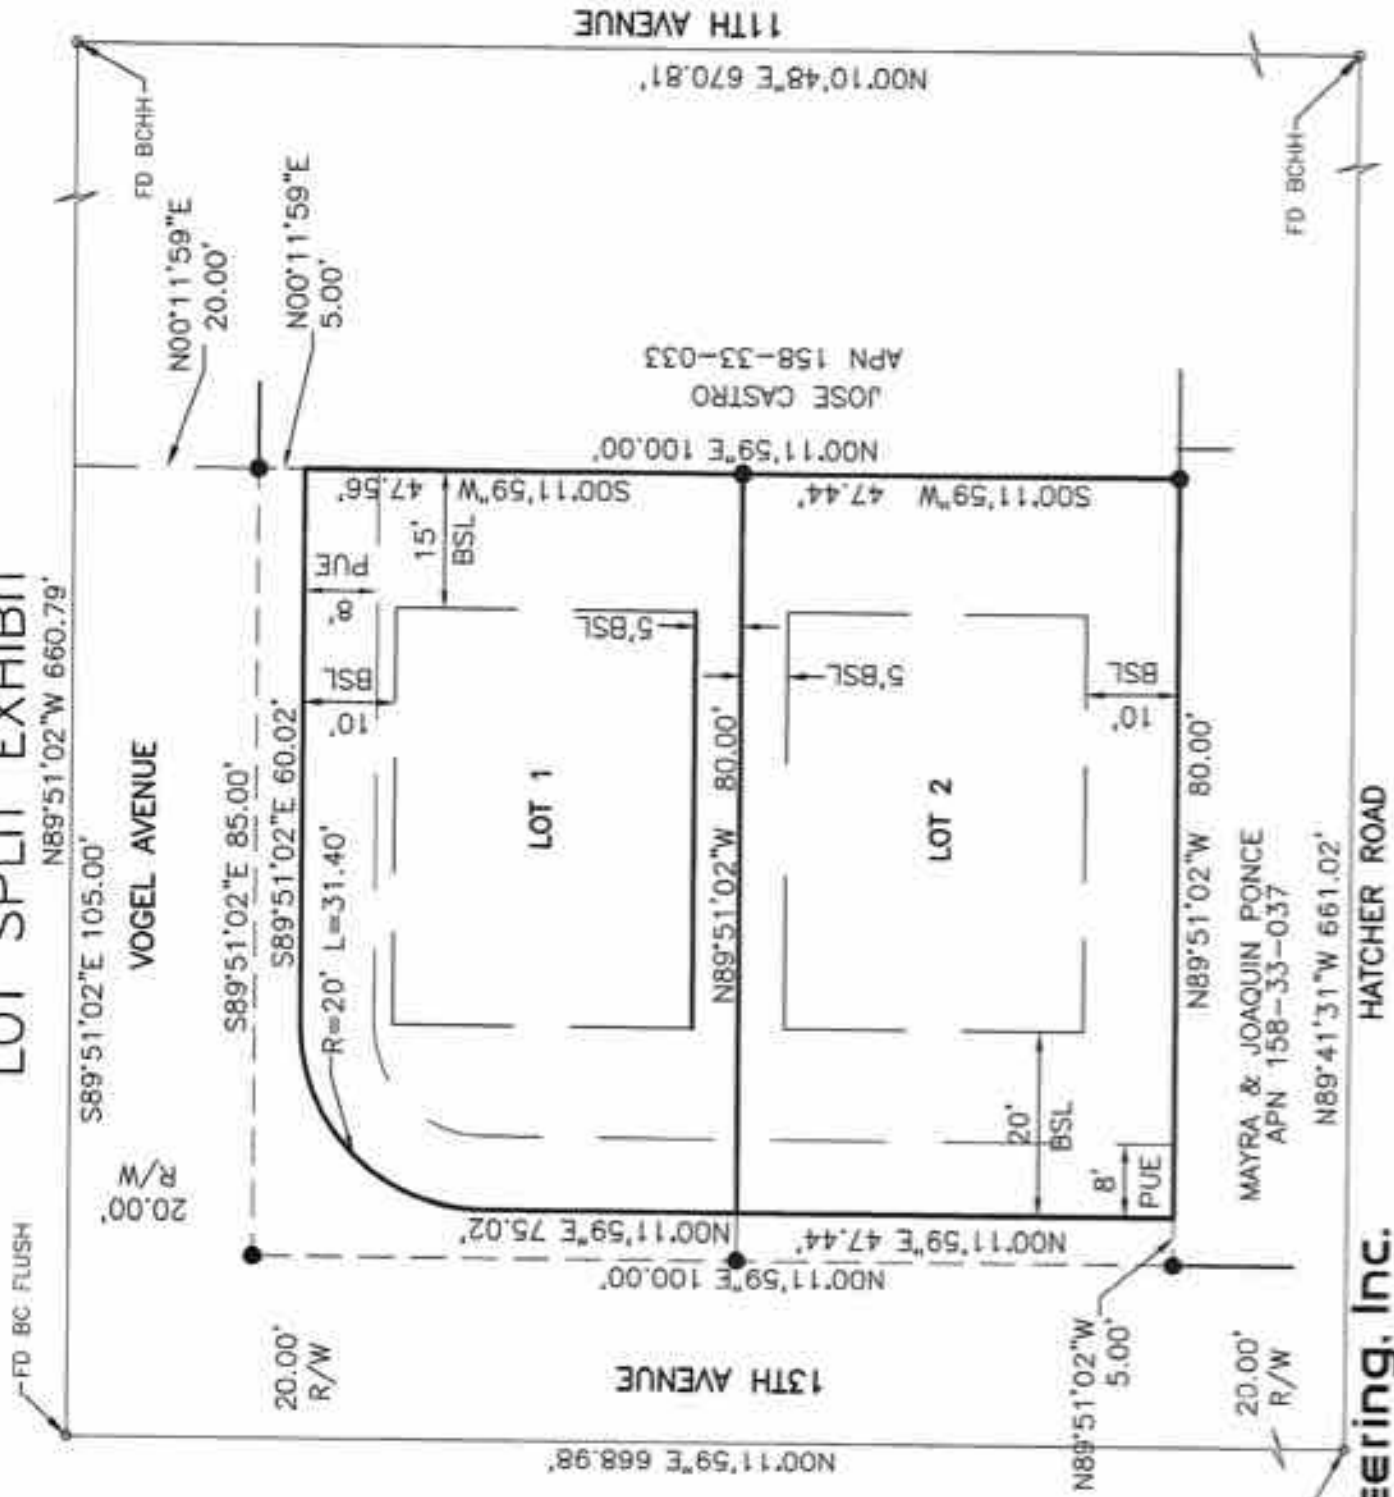 LOT SPLIT EXHIBIT
FD BC FLUSH
N89°51'02"W 660.79'
S89°51'02"E 105.00'
VOGEL AVENUE
20.00'
R/W
FD BCHH
N00°11'59"E
20.00'
N00°11'59"E
5.00'
11TH AVENUE
N00°10'48"E 670.81'
S89°51'02"E 85.00'
S89°51'02"E 60.02'
R=20' L=31.40'
10'
BSL
8'
PUE
15'
BSL
S00°11'59"W 47.56'
N00°11'59"E 100.00'
JOSE CASTRO
APN 158-33-033
LOT 1
5'BSL
N89°51'02"W 80.00'
5'BSL
S00°11'59"W 47.44'
LOT 2
10'
BSL
20'
BSL
8'
PUE
N00°11'59"E 75.02'
N00°11'59"E 47.44'
N00°11'59"E 100.00'
20.00'
R/W
13TH AVENUE
N00°11'59"E 668.98'
N89°51'02"W
5.00'
20.00'
R/W
N89°51'02"W 80.00'
MAYRA & JOAQUIN PONCE
APN 158-33-037
N89°41'31"W 661.02'
HATCHER ROAD
FD BCHH
Inc.